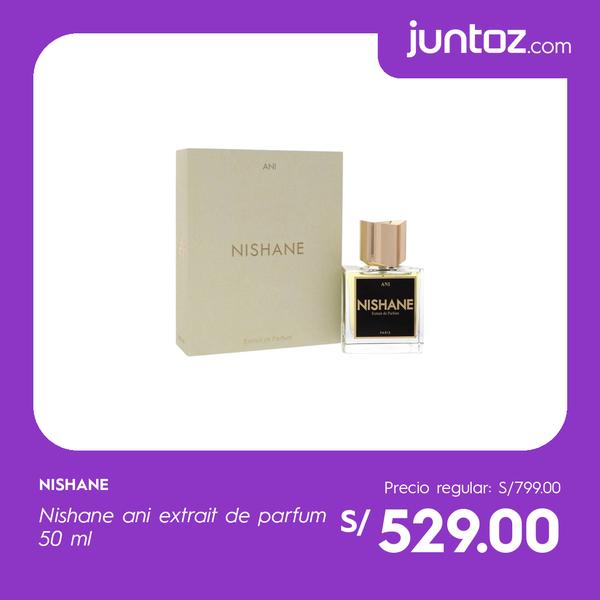 juntoz.com
ANI
NISHANE
Extrait de Parfum
ANI
NISHANE
Extrait de Parfum
PARIS
NISHANE
Precio regular: S/799.00
Nishane ani extrait de parfum
50 ml
S/ 529.00